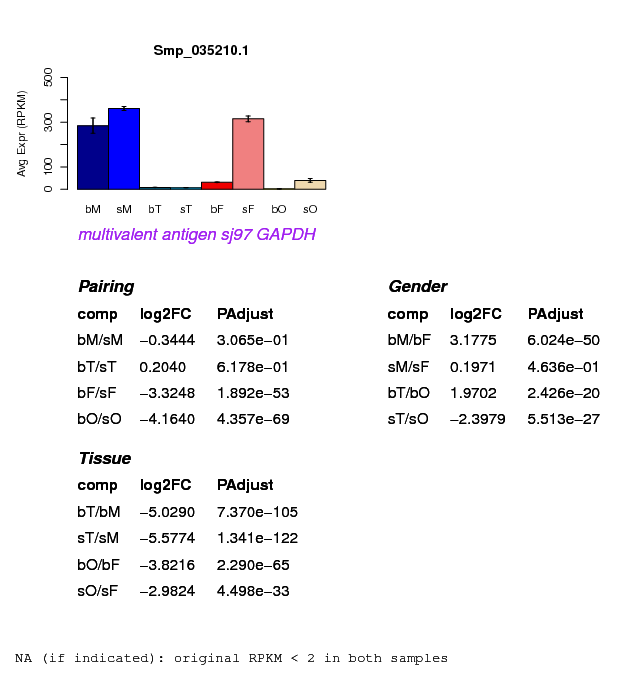 Smp_035210.1
Avg Expr (RPKM)
500
300
100
0
bM sM bT sT bF sF bO sO
multivalent antigen sj97 GAPDH
Pairing
comp log2FC PAdjust
bM/sM −0.3444 3.065e−01
bT/sT 0.2040 6.178e−01
bF/sF −3.3248 1.892e−53
bO/sO −4.1640 4.357e−69
Gender
comp log2FC PAdjust
bM/bF 3.1775 6.024e−50
sM/sF 0.1971 4.636e−01
bT/bO 1.9702 2.426e−20
sT/sO −2.3979 5.513e−27
Tissue
comp log2FC PAdjust
bT/bM −5.0290 7.370e−105
sT/sM −5.5774 1.341e−122
bO/bF −3.8216 2.290e−65
sO/sF −2.9824 4.498e−33
NA (if indicated): original RPKM < 2 in both samples